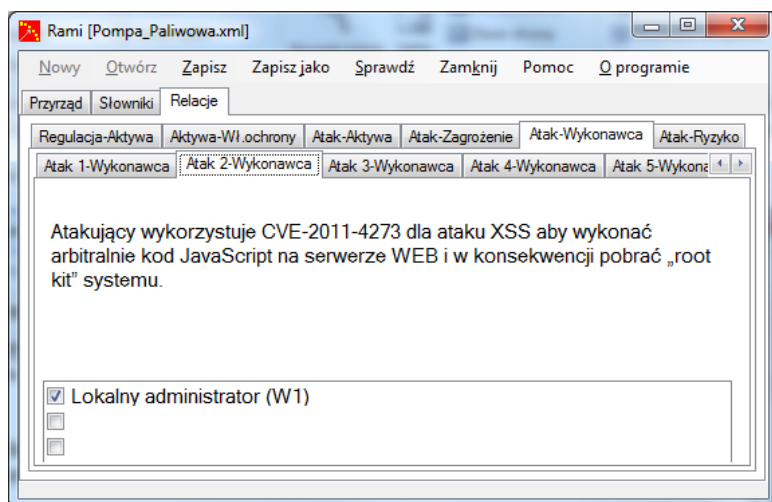 Rami [Pompa_Paliwowa.xml]
Nowy Otwórz Zapisz Zapisz jako Sprawdź Zamknij Pomoc O programie
Przyrząd Słowniki Relacje
Regulacja-Aktywa Aktywa-Wł.ochrony Atak-Aktywa Atak-Zagrożenie Atak-Wykonawca Atak-Ryzyko
Atak 1-Wykonawca Atak 2-Wykonawca Atak 3-Wykonawca Atak 4-Wykonawca Atak 5-Wykona
Atakujący wykorzystuje CVE-2011-4273 dla ataku XSS aby wykonać
arbitralnie kod JavaScript na serwerze WEB i w konsekwencji pobrać „root
kit” systemu.
Lokalny administrator (W1)